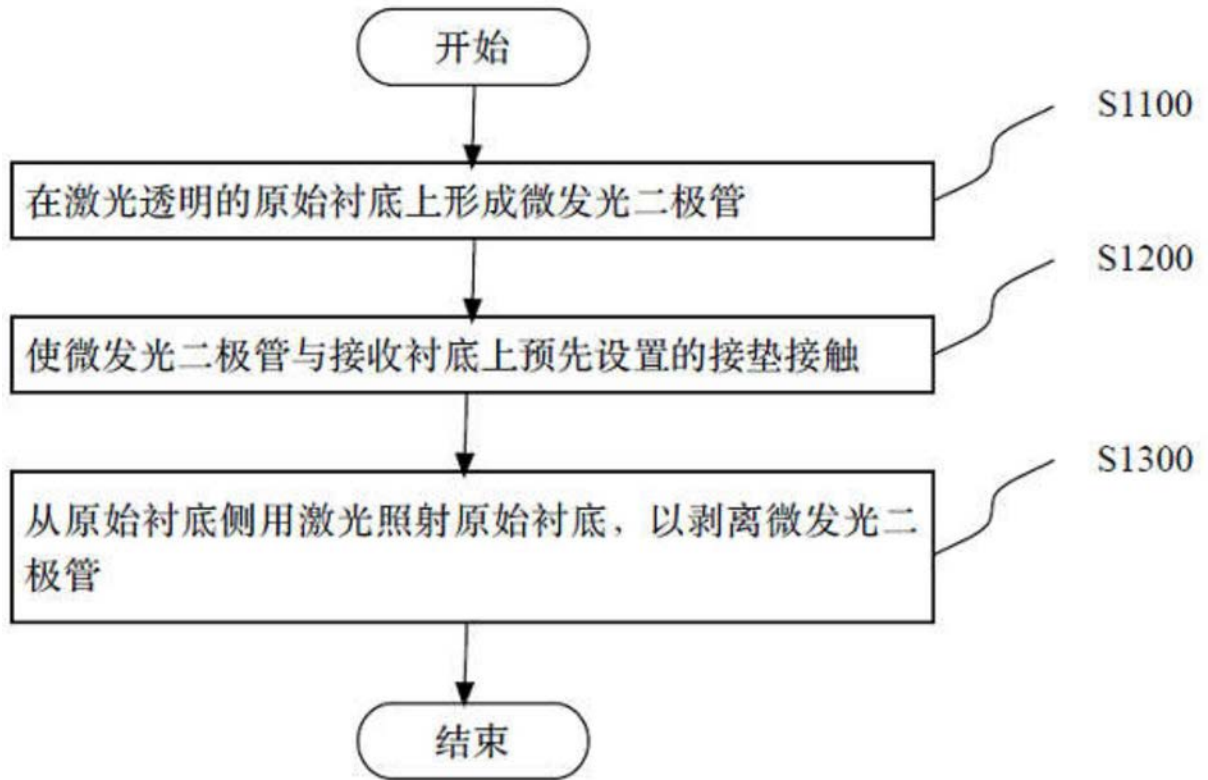 开始
S1100
在激光透明的原始衬底上形成微发光二极管
S1200
使微发光二极管与接收衬底上预先设置的接垫接触
S1300
从原始衬底侧用激光照射原始衬底，以剥离微发光二
极管
结束